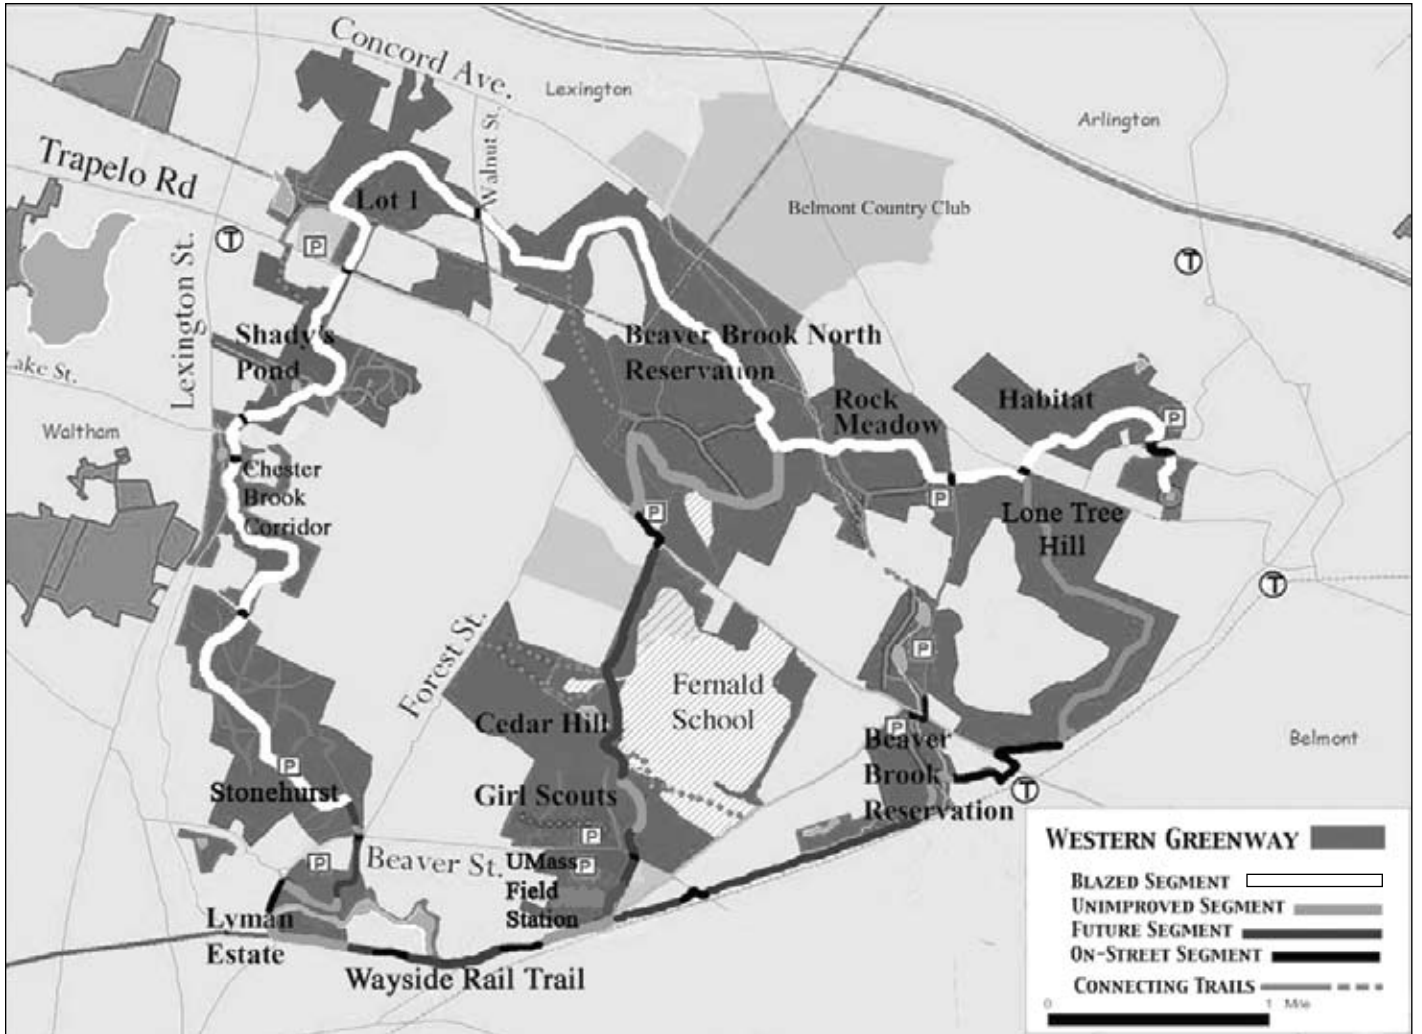 Concord Ave.
Lexington
Arlington
Trapelo Rd
Walnut St.
Lot 1
Belmont Country Club
T
P
T
Lexington St.
Shady's
Pond
Beaver Brook North
Reservation
Lake St.
Rock
Meadow
Habitat
P
Waltham
Chester
Brook
Corridor
P
P
Lone Tree
Hill
T
Forest St.
P
Fernald
School
Cedar Hill
P
Beaver
Brook
Reservation
Belmont
P
Stonehurst
Girl Scouts
T
P
P
Beaver St.
P
UMass
Field
Station
Lyman
Estate
Wayside Rail Trail
WESTERN GREENWAY
BLAZED SEGMENT
UNIMPROVED SEGMENT
FUTURE SEGMENT
ON-STREET SEGMENT
CONNECTING TRAILS
0 1 Mile